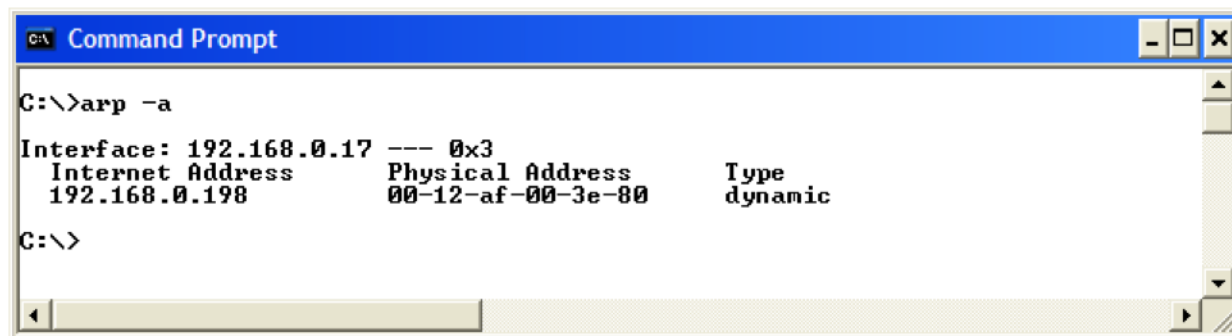 Command Prompt
C:\>arp -a
Interface: 192.168.0.17 --- 0x3
Internet Address Physical Address Type
192.168.0.198 00-12-af-00-3e-80 dynamic
C:\>